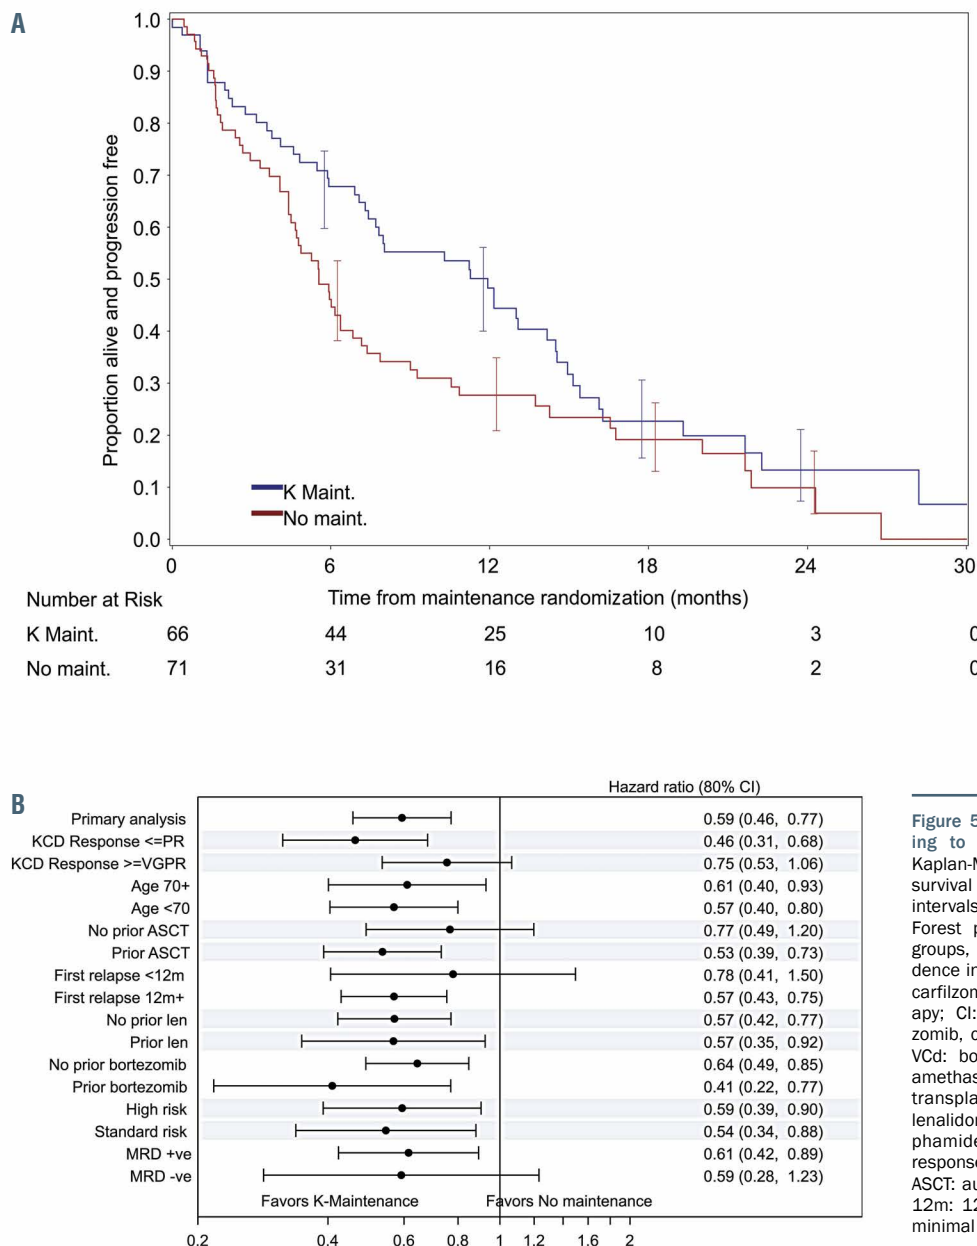 A
1.0
0.9
0.8
0.7
0.6
0.5
0.4
0.3
0.2
0.1
0.0
Proportion alive and progression free
K Maint.
No maint.
0 6 12 18 24 30
Number at Risk Time from maintenance randomization (months)
K Maint. 66 44 25 10 3 0
No maint. 71 31 16 8 2 0
B
Hazard ratio (80% CI)
Primary analysis 0.59 (0.46, 0.77)
KCD Response <=PR 0.46 (0.31, 0.68)
KCD Response >=VGPR 0.75 (0.53, 1.06)
Age 70+ 0.61 (0.40, 0.93)
Age <70 0.57 (0.40, 0.80)
No prior ASCT 0.77 (0.49, 1.20)
Prior ASCT 0.53 (0.39, 0.73)
First relapse <12m 0.78 (0.41, 1.50)
First relapse 12m+ 0.57 (0.43, 0.75)
No prior len 0.57 (0.42, 0.77)
Prior len 0.57 (0.35, 0.92)
No prior bortezomib 0.64 (0.49, 0.85)
Prior bortezomib 0.41 (0.22, 0.77)
High risk 0.59 (0.39, 0.90)
Standard risk 0.54 (0.34, 0.88)
MRD +ve 0.61 (0.42, 0.89)
MRD -ve 0.59 (0.28, 1.23)
Favors K-Maintenance Favors No maintenance
0.2 0.4 0.6 0.8 1 1.2 1.6 2
Figure 5
ing to
Kaplan-M
survival
intervals
Forest p
groups,
dence in
carfilzom
apy; CI:
zomib, c
VCd: bo
amethas
transpla
lenalidor
phamide
response
ASCT: au
12m: 12
minimal